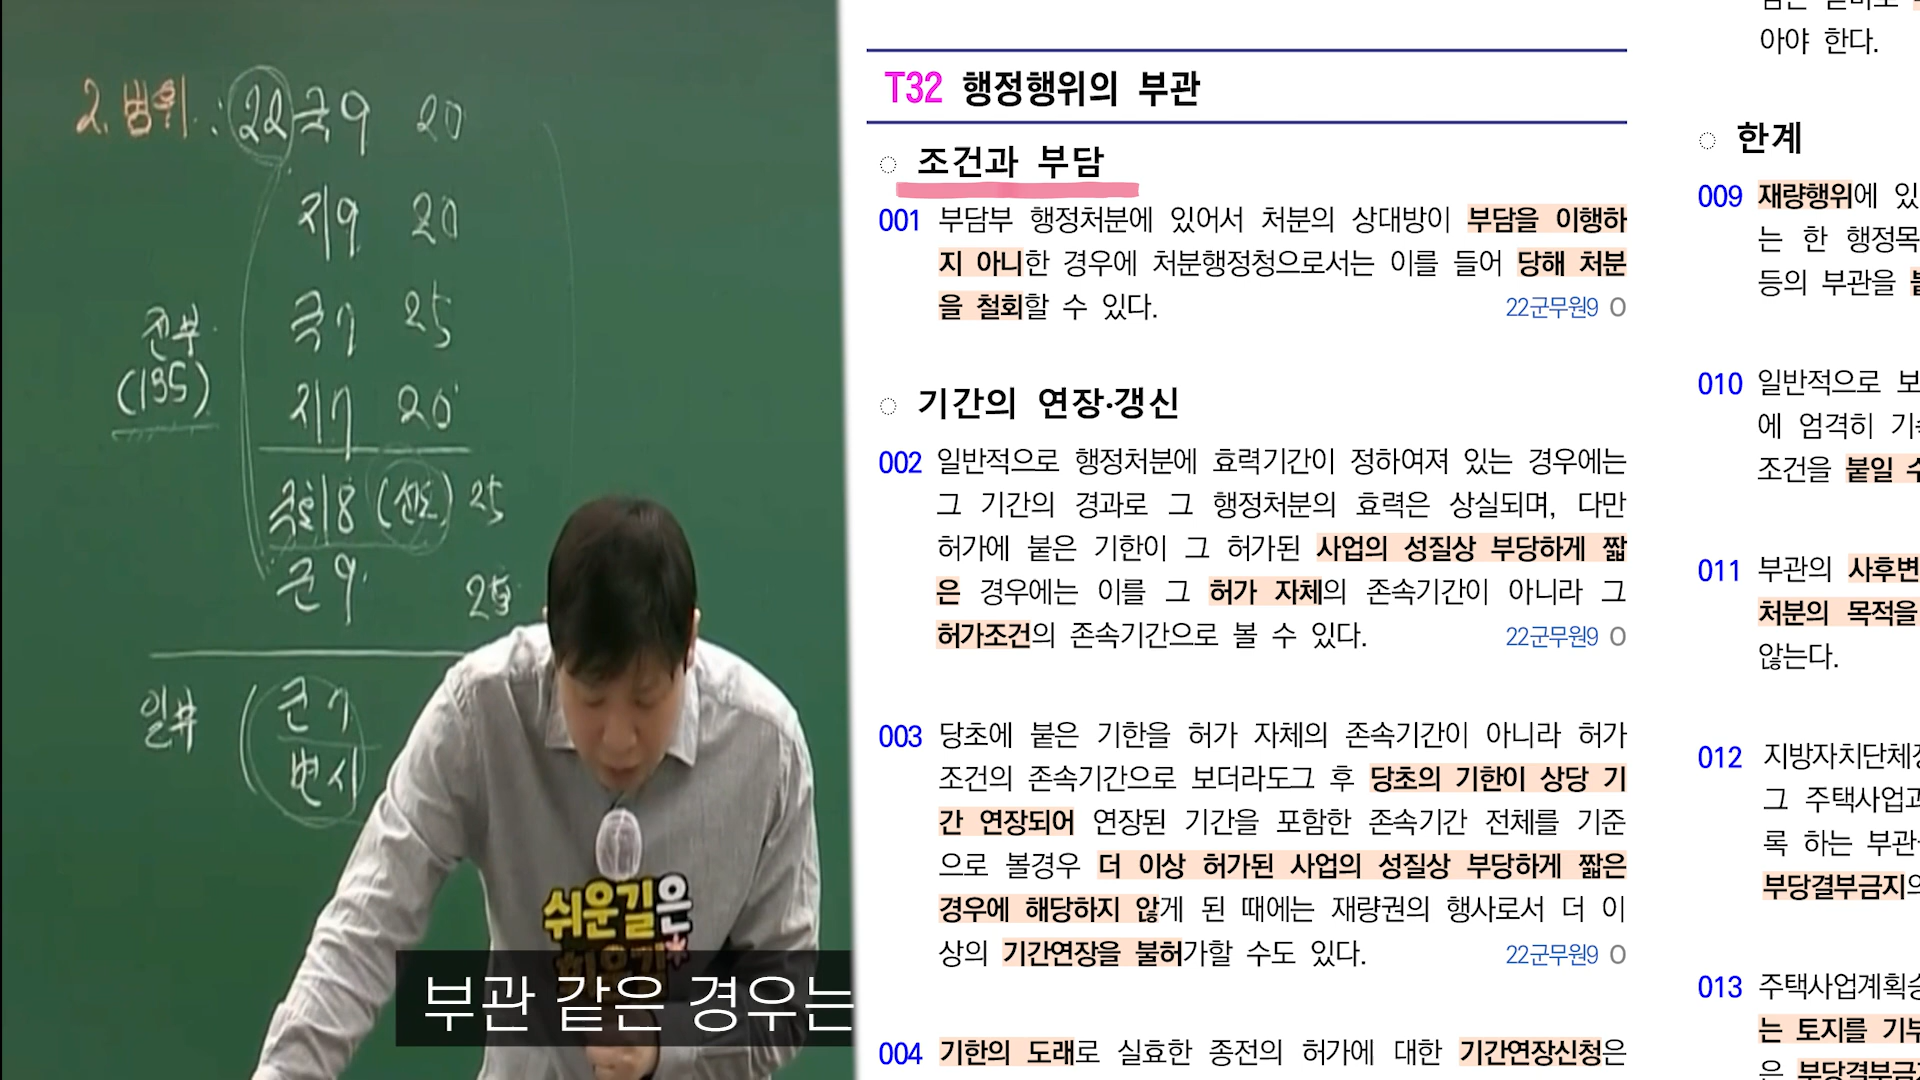 2. 범위 : 22 국9 20
지9 20
국7 25
지7 20
전부
(135)
국회8 (선도) 25
군9 25
일부
군7
변시
쉬운길은
부관 같은 경우는
T32 행정행위의 부관
조건과 부담
001 부담부 행정처분에 있어서 처분의 상대방이 부담을 이행하
지 아니한 경우에 처분행정청으로서는 이를 들어 당해 처분
을 철회할 수 있다. 22군무원9 O
기간의 연장·갱신
002 일반적으로 행정처분에 효력기간이 정하여져 있는 경우에는
그 기간의 경과로 그 행정처분의 효력은 상실되며, 다만
허가에 붙은 기한이 그 허가된 사업의 성질상 부당하게 짧
은 경우에는 이를 그 허가 자체의 존속기간이 아니라 그
허가조건의 존속기간으로 볼 수 있다. 22군무원9 O
003 당초에 붙은 기한을 허가 자체의 존속기간이 아니라 허가
조건의 존속기간으로 보더라도그 후 당초의 기한이 상당 기
간 연장되어 연장된 기간을 포함한 존속기간 전체를 기준
으로 볼경우 더 이상 허가된 사업의 성질상 부당하게 짧은
경우에 해당하지 않게 된 때에는 재량권의 행사로서 더 이
상의 기간연장을 불허가할 수도 있다. 22군무원9 O
004 기한의 도래로 실효한 종전의 허가에 대한 기간연장신청은
아야 한다.
한계
009 재량행위에 있
는 한 행정목
등의 부관을
010 일반적으로 보
에 엄격히 기
조건을 붙일 수
011 부관의 사후변
처분의 목적을
않는다.
012 지방자치단체장
그 주택사업과
록 하는 부관
부당결부금지의
013 주택사업계획승
는 토지를 기부
은 부당결부금지